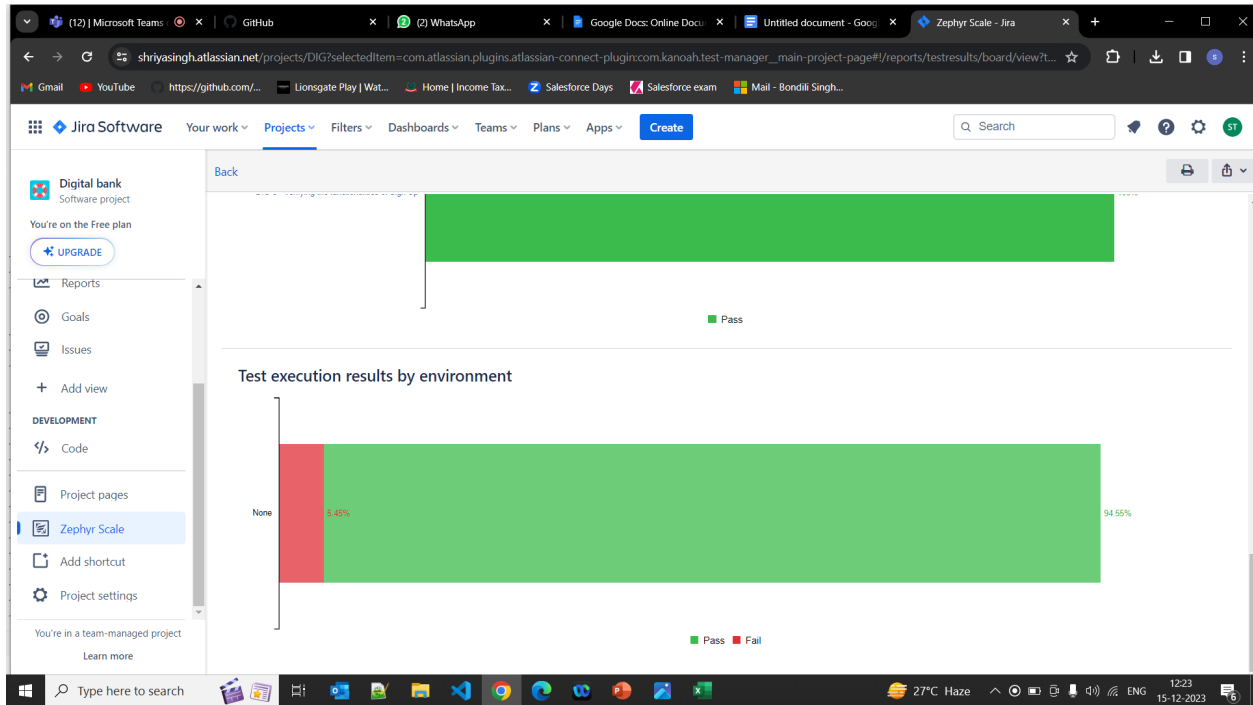 (12) | Microsoft Teams
GitHub
(2) WhatsApp
Google Docs: Online Docu
Untitled document - Goog
Zephyr Scale - Jira
shriyasingh.atlassian.net/projects/DIG?selectedItem=com.atlassian.plugins.atlassian-connect-plugin:com.kanoah.test-manager__main-project-page#!/reports/testresults/board/view?t...
S
Gmail
YouTube
https://github.com/...
Lionsgate Play | Wat...
Home | Income Tax...
Salesforce Days
Salesforce exam
Mail - Bondili Singh...
Jira Software
Your work
Projects
Filters
Dashboards
Teams
Plans
Apps
Create
Search
ST
Digital bank
Software project
You're on the Free plan
UPGRADE
Reports
Goals
Issues
Add view
DEVELOPMENT
Code
Project pages
Zephyr Scale
Add shortcut
Project settings
You're in a team-managed project
Learn more
Back
Pass
Test execution results by environment
None
5.45%
94.55%
Pass Fail
Type here to search
27°C Haze
ENG
12:23
15-12-2023
6